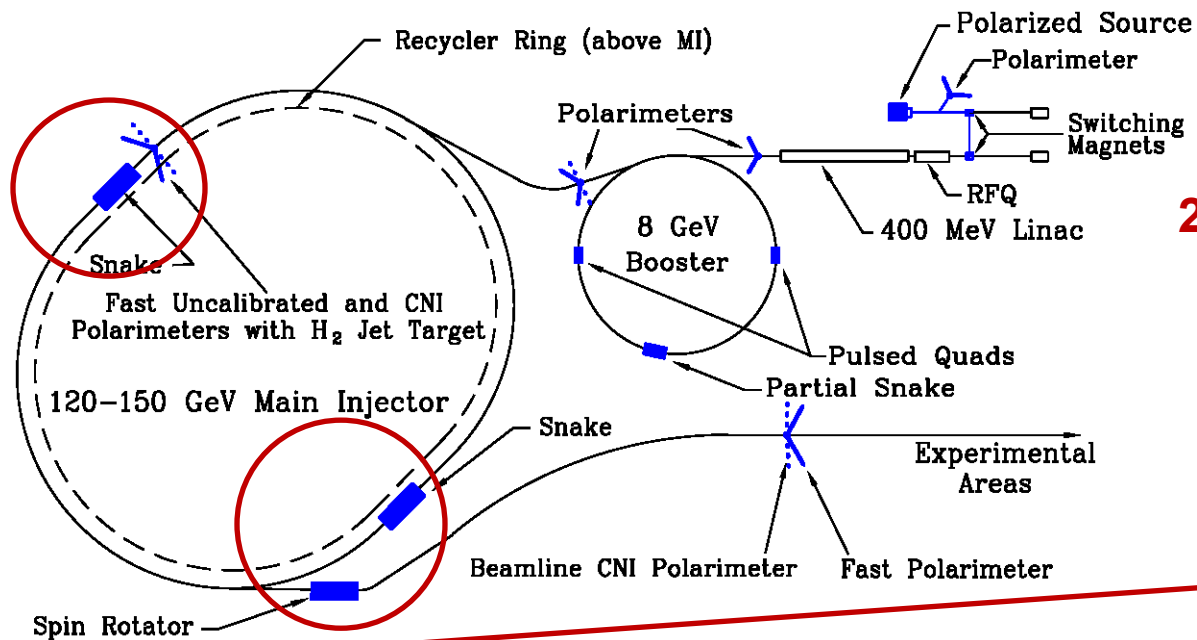 Polarized Source
Recycler Ring (above MI)
Polarimeter
Polarimeters
Switching
Magnets
RFQ
400 MeV Linac
2
8 GeV
Booster
Snake
Fast Uncalibrated and CNI
Polarimeters with H₂ Jet Target
Pulsed Quads
Partial Snake
120-150 GeV Main Injector
Snake
Experimental
Areas
Beamline CNI Polarimeter
Fast Polarimeter
Spin Rotator